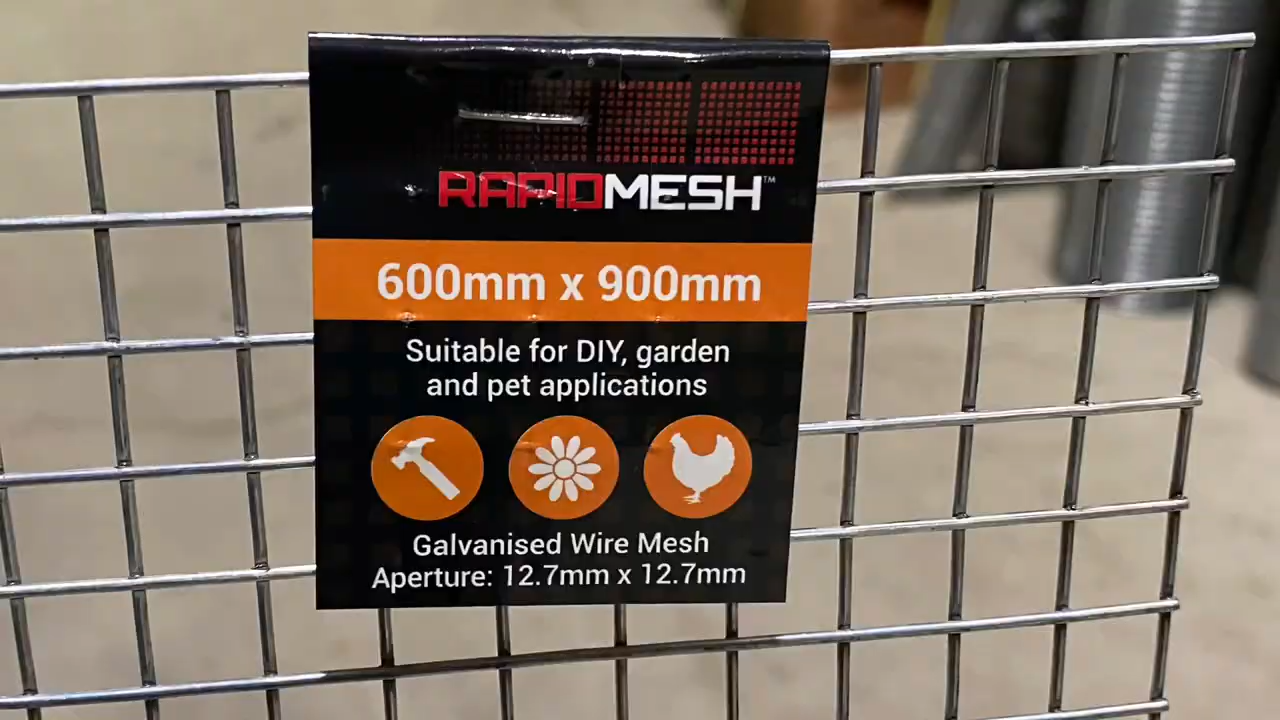 RAPIDMESH™
600mm x 900mm
Suitable for DIY, garden
and pet applications
Galvanised Wire Mesh
Aperture: 12.7mm x 12.7mm